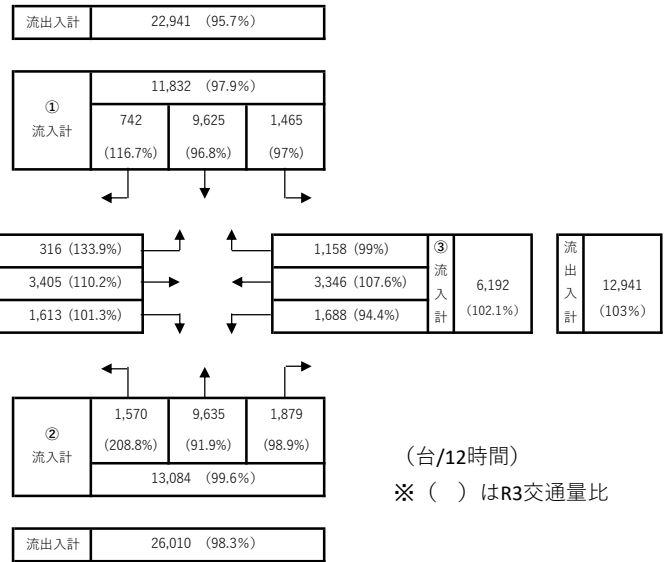 流出入計 22,941 (95.7%)
11,832 (97.9%)
①
流入計
742 9,625 1,465
(116.7%) (96.8%) (97%)
316 (133.9%)
3,405 (110.2%)
1,613 (101.3%)
1,158 (99%)
3,346 (107.6%)
1,688 (94.4%)
③
流入計
6,192
(102.1%)
流出入計
12,941
(103%)
②
流入計
1,570 9,635 1,879
(208.8%) (91.9%) (98.9%)
13,084 (99.6%)
(台/12時間)
※( )はR3交通量比
流出入計 26,010 (98.3%)